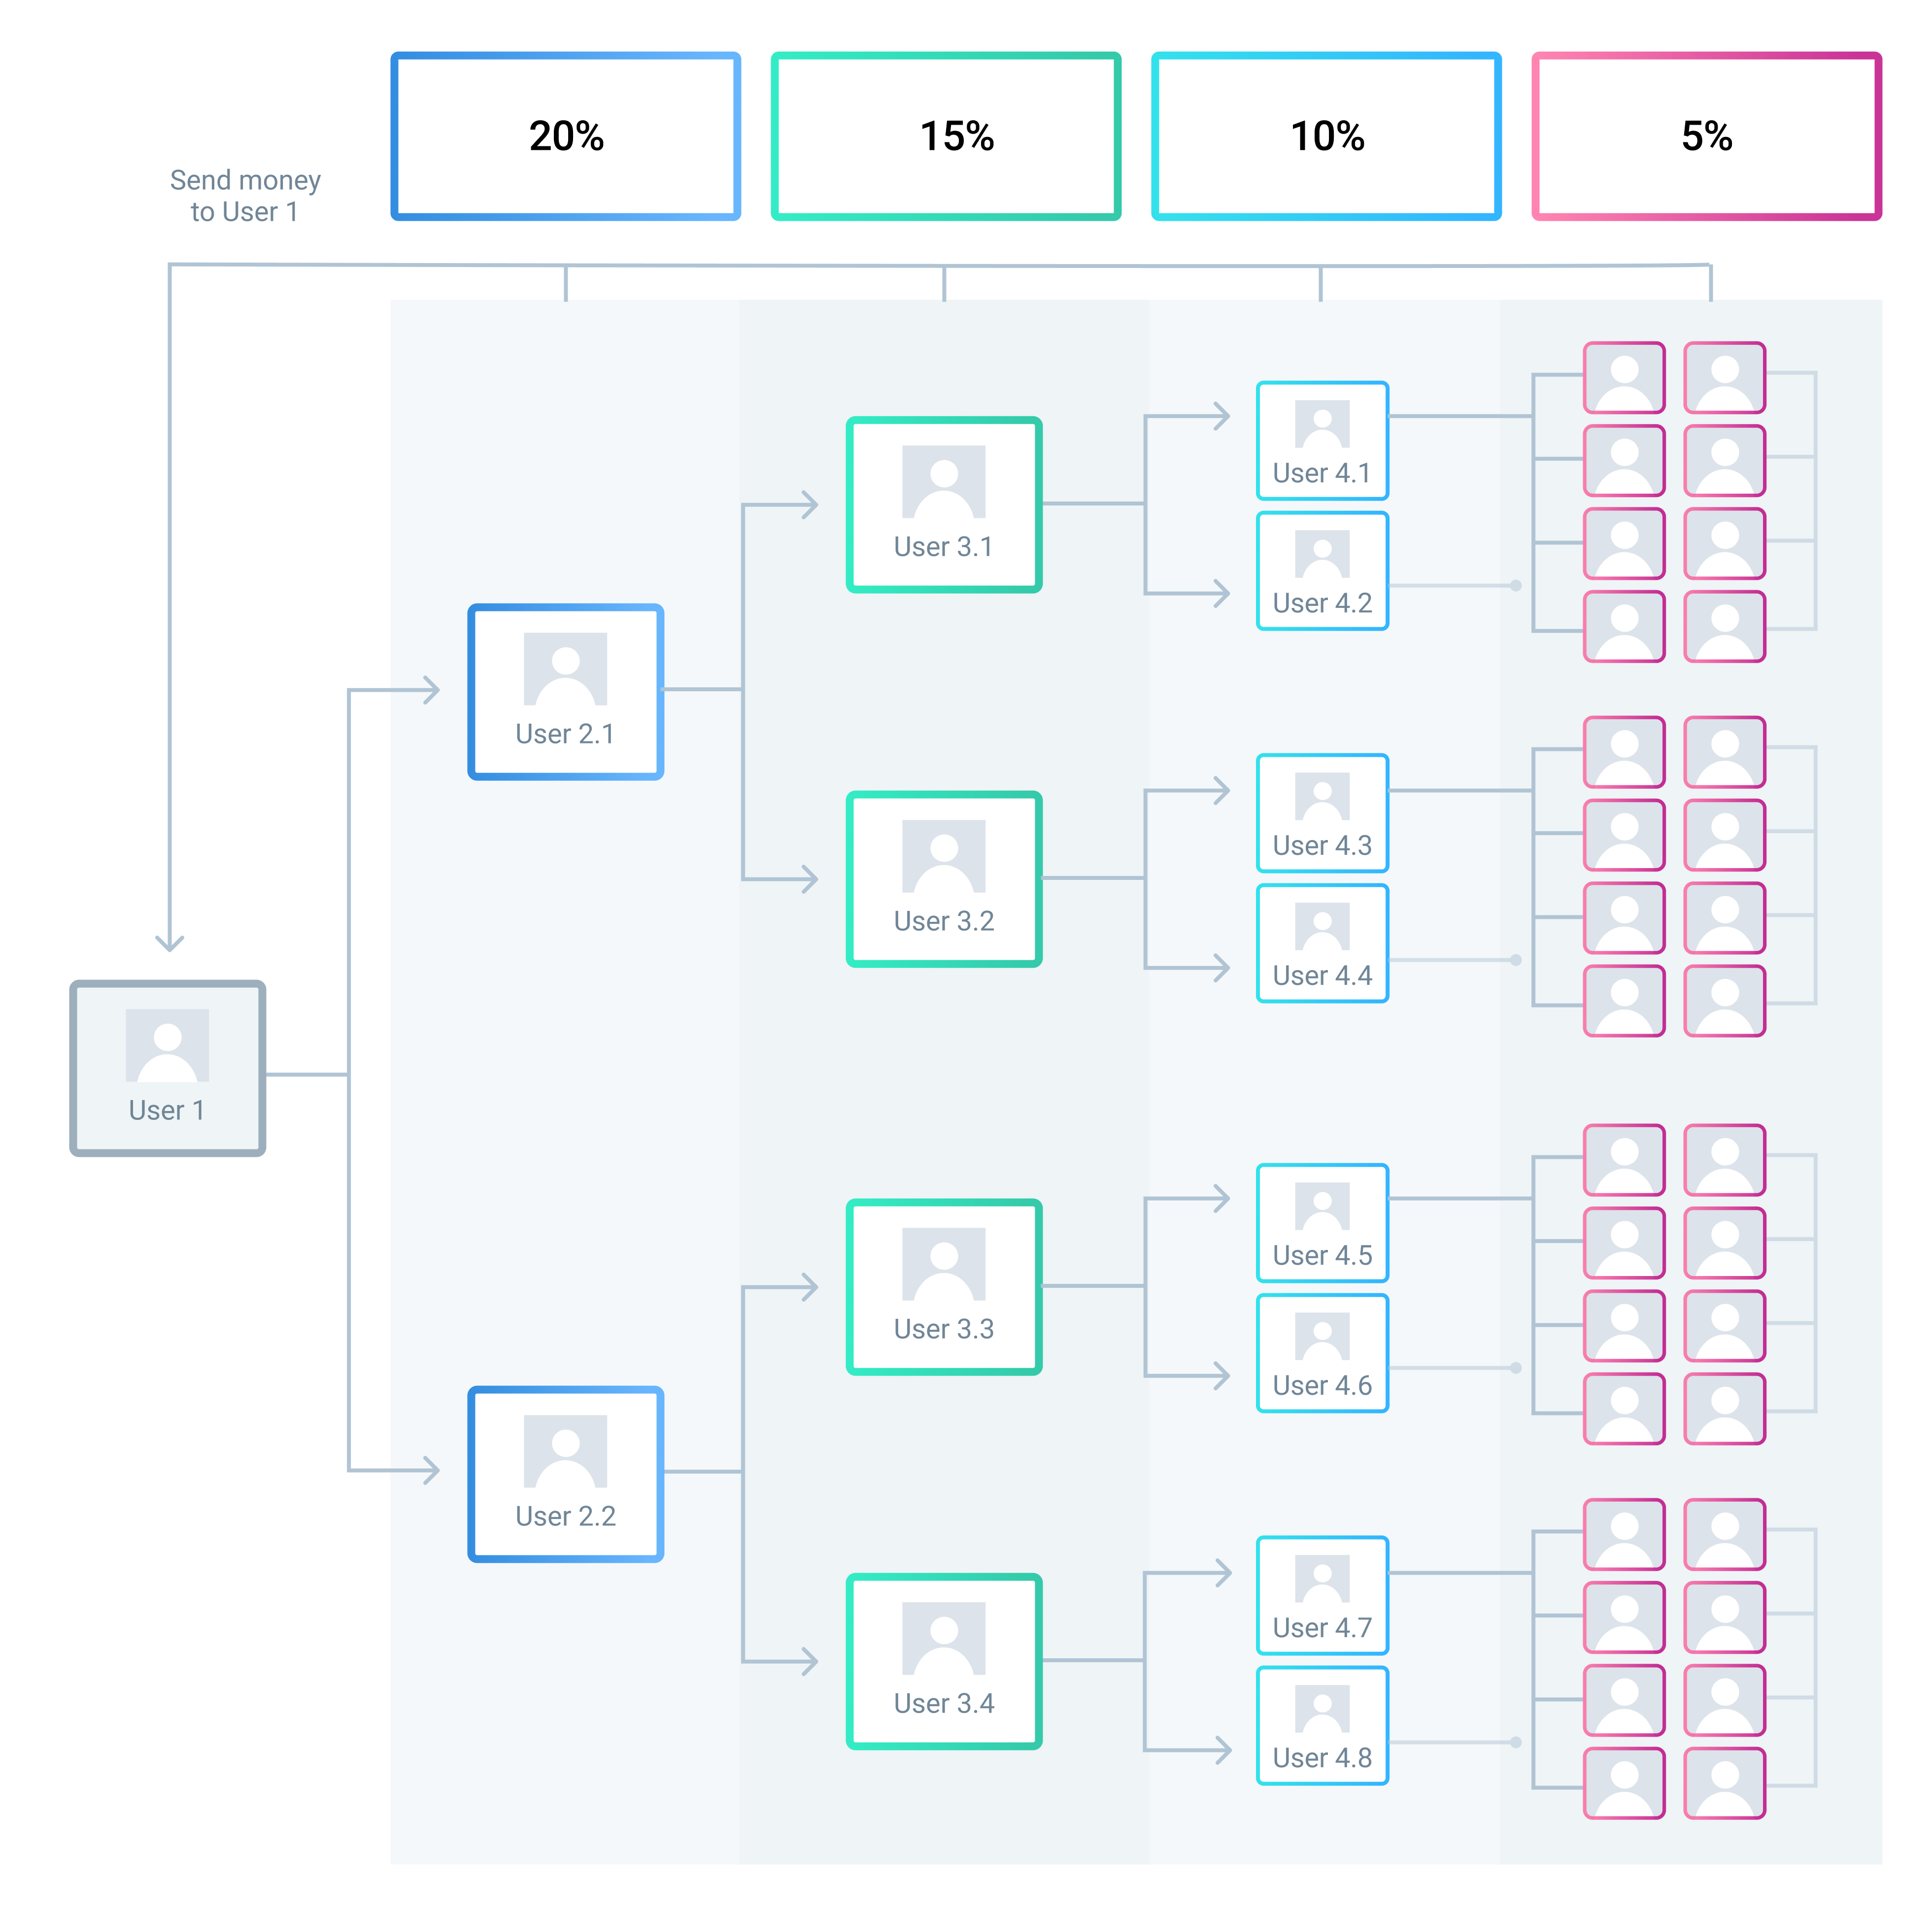 20%
15%
10%
5%
Send money
to User 1
User 4.1
User 3.1
User 4.2
User 2.1
User 4.3
User 3.2
User 4.4
User 1
User 4.5
User 3.3
User 4.6
User 2.2
User 4.7
User 3.4
User 4.8